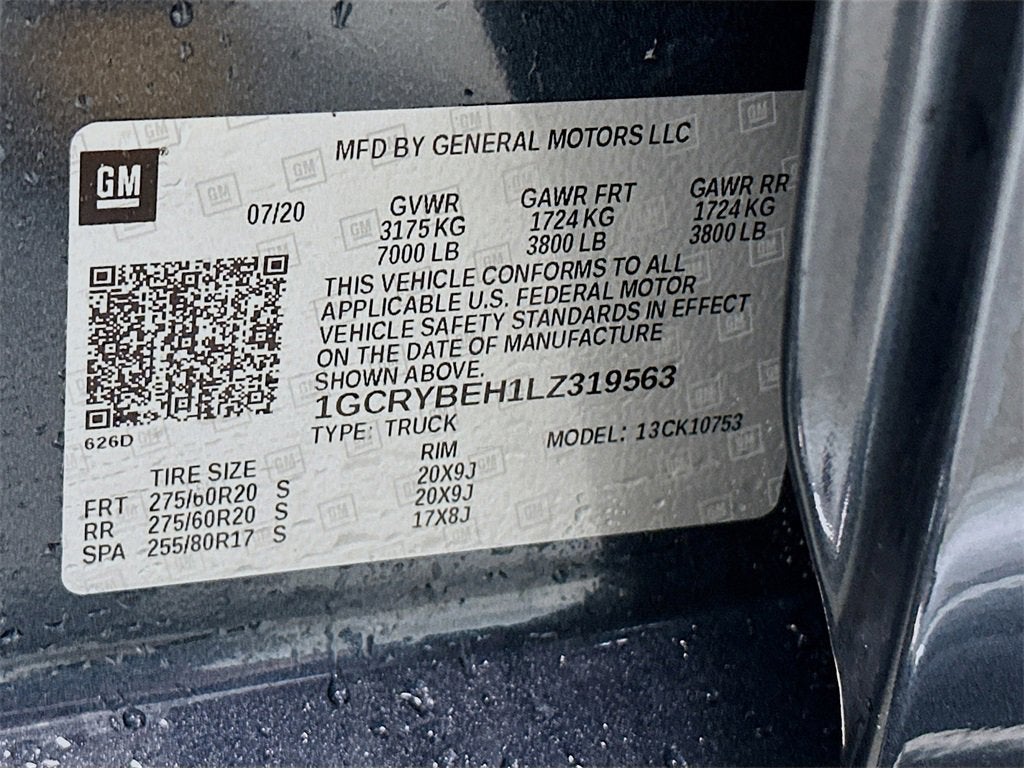 MFD BY GENERAL MOTORS LLC
GM
07/20
GVWR GAWR FRT GAWR RR
3175 KG 1724 KG 1724 KG
7000 LB 3800 LB 3800 LB
THIS VEHICLE CONFORMS TO ALL
APPLICABLE U.S. FEDERAL MOTOR
VEHICLE SAFETY STANDARDS IN EFFECT
ON THE DATE OF MANUFACTURE
SHOWN ABOVE.
1GCRYBEH1LZ319563
626D
TYPE: TRUCK MODEL: 13CK10753
TIRE SIZE RIM
FRT 275/60R20 S 20X9J
RR 275/60R20 S 20X9J
SPA 255/80R17 S 17X8J